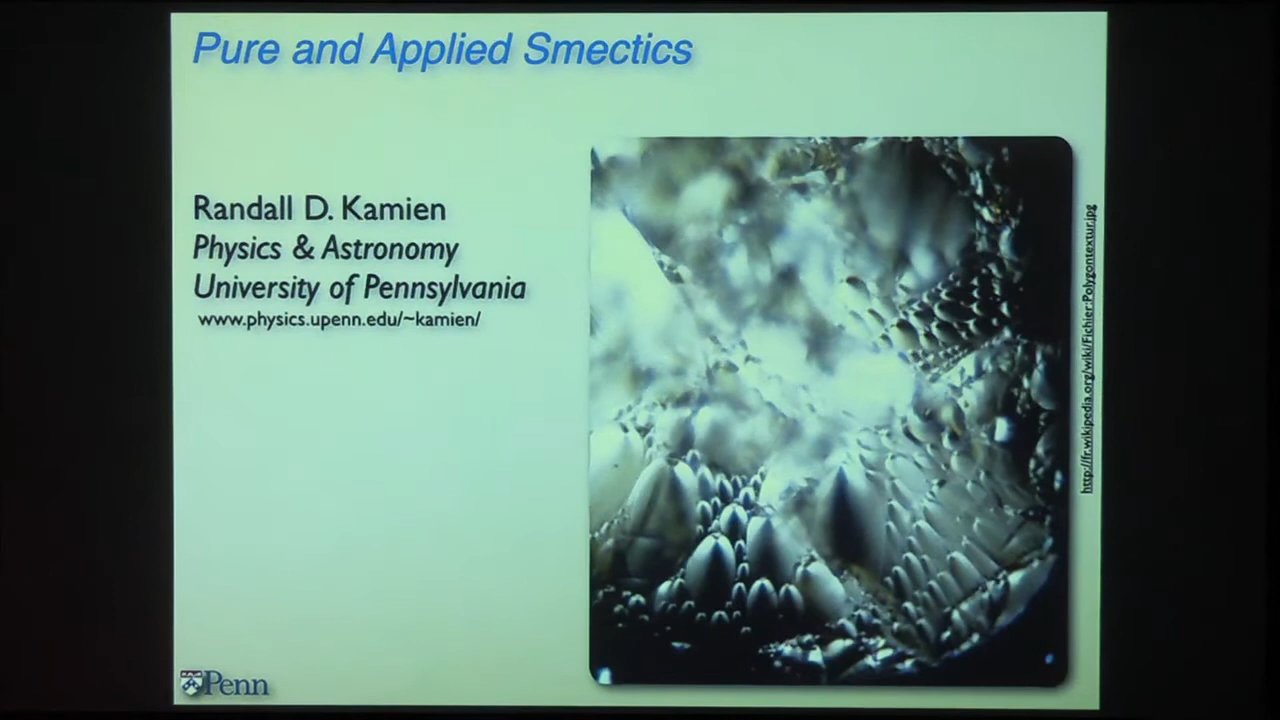 Pure and Applied Smectics
Randall D. Kamien
Physics & Astronomy
University of Pennsylvania
www.physics.upenn.edu/~kamien/
http://fr.wikipedia.org/wiki/Fichier:Polygontextur.jpg
Penn